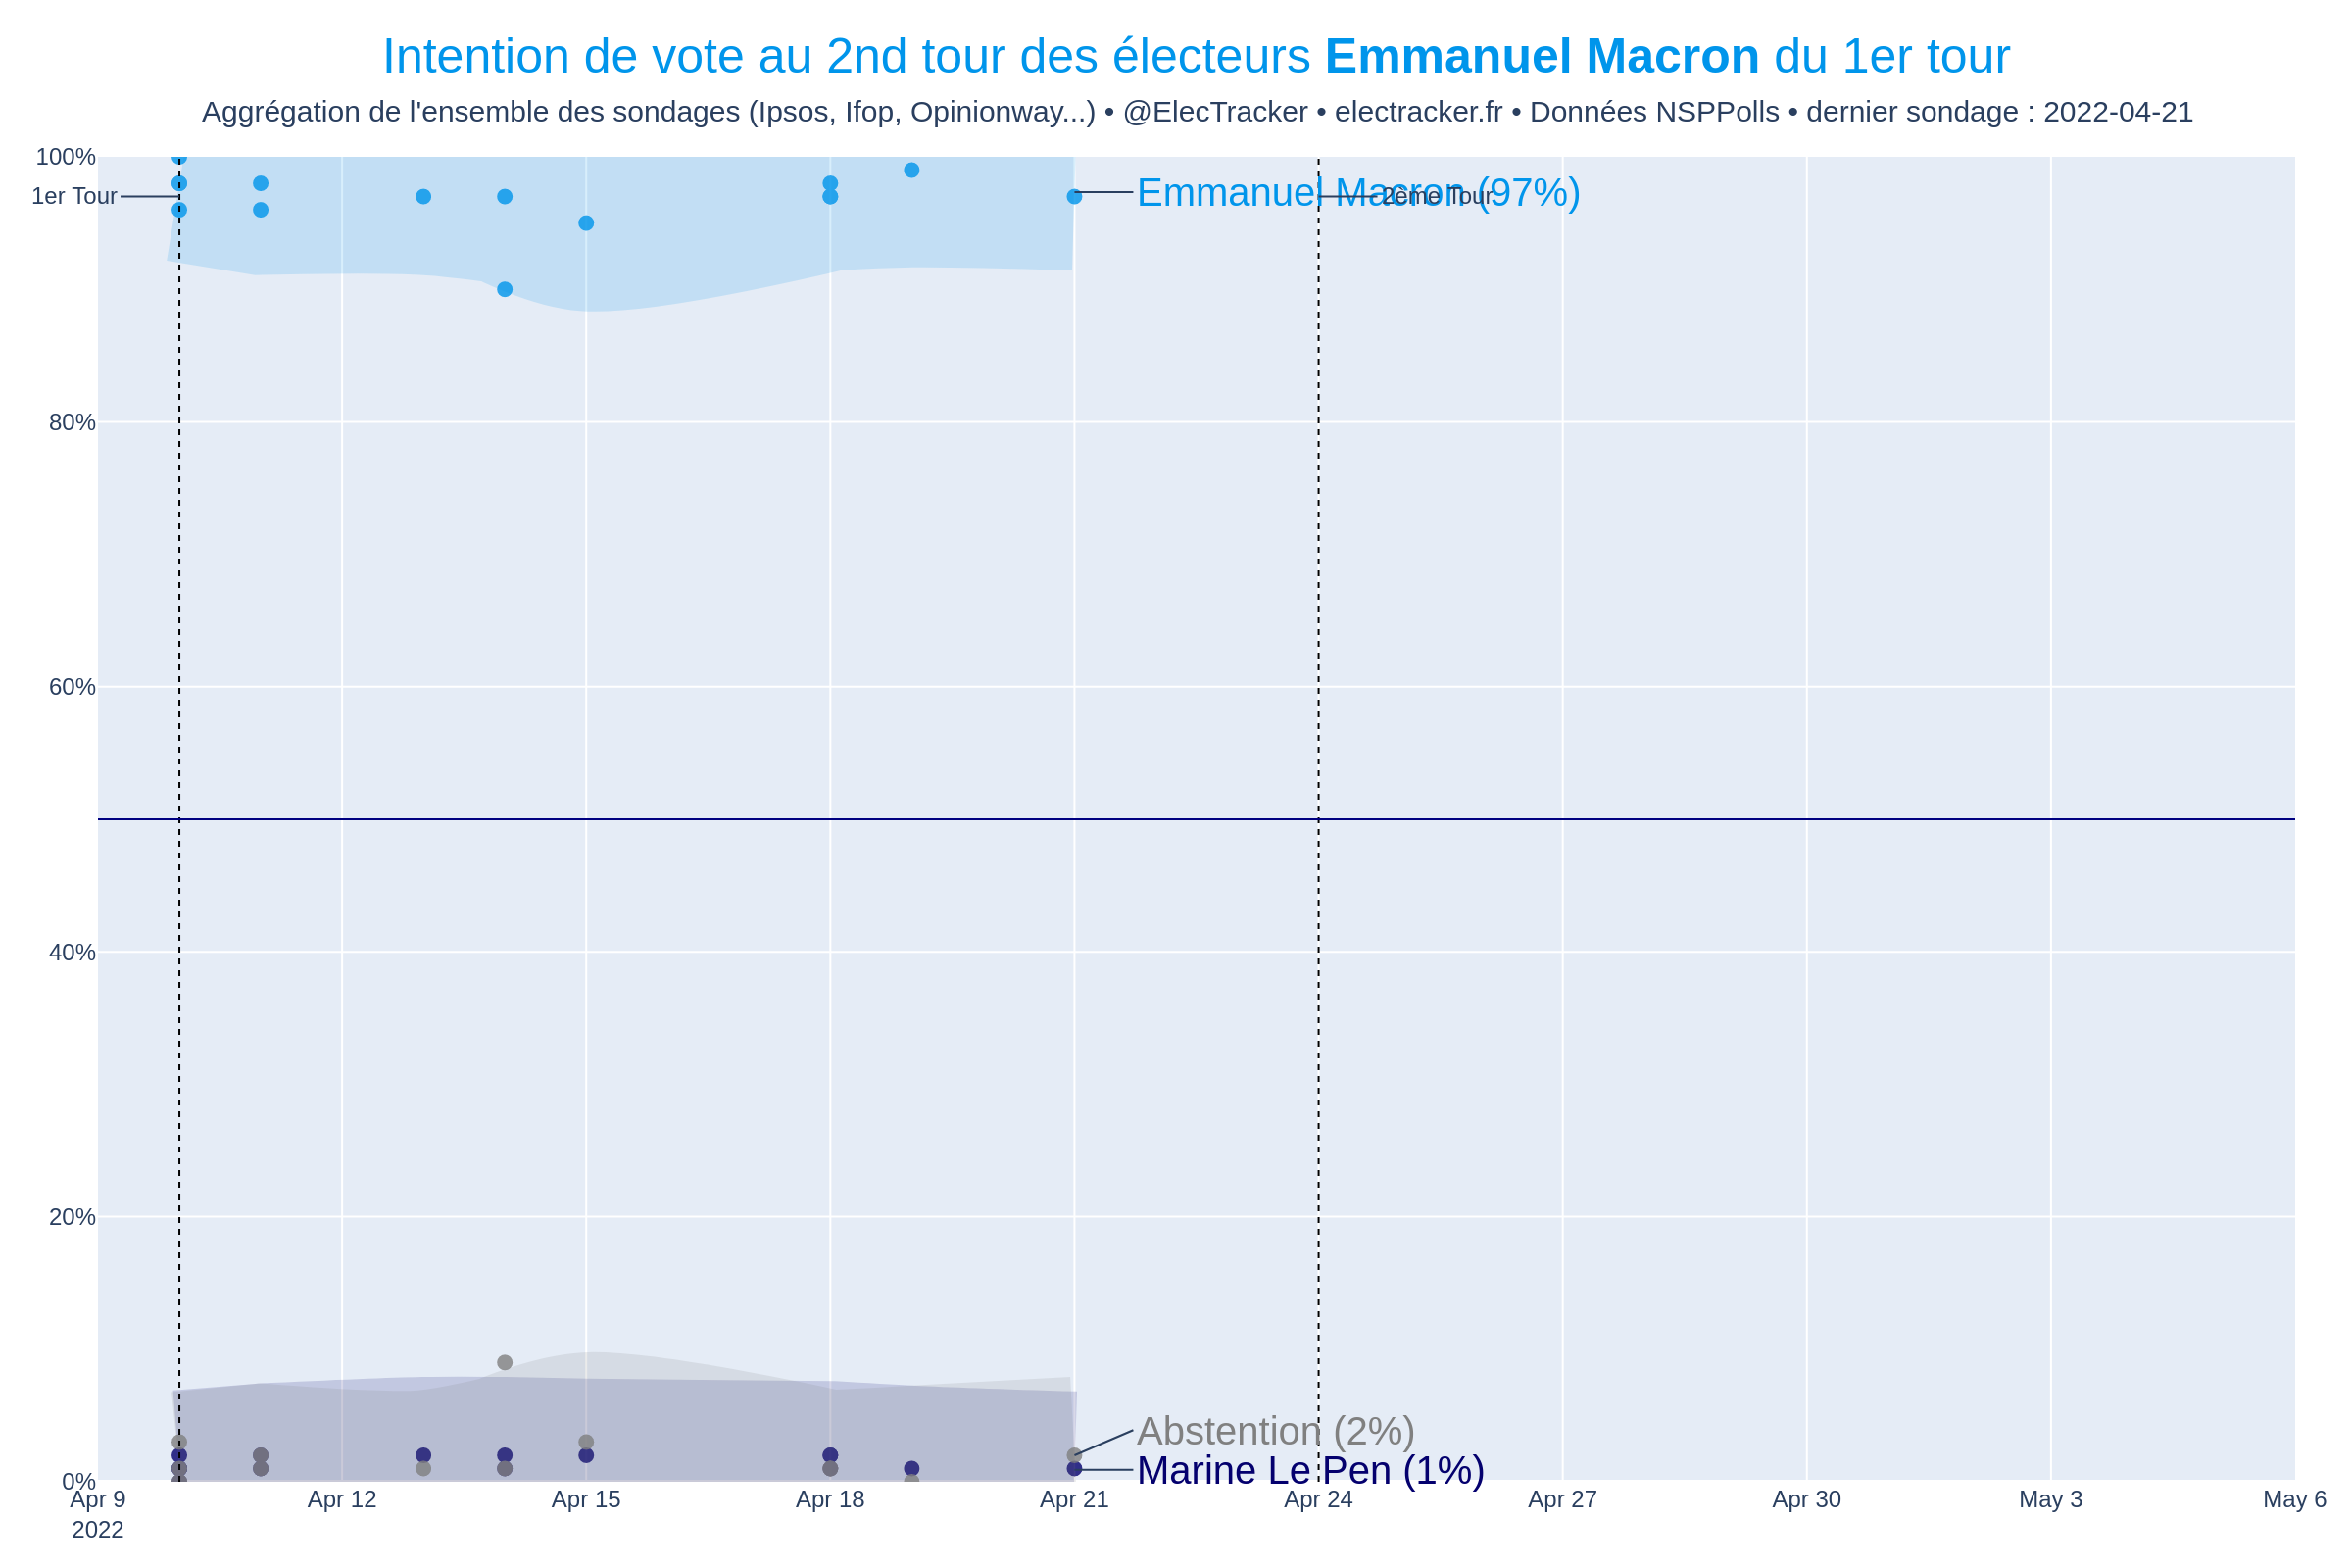 Intention de vote au 2nd tour des électeurs Emmanuel Macron du 1er tour
Aggrégation de l'ensemble des sondages (Ipsos, Ifop, Opinionway...) • @ElecTracker • electracker.fr • Données NSPPolls • dernier sondage : 2022-04-21
100%
1er Tour
Emmanuel Macron (97%)
2ème Tour
80%
60%
40%
20%
Abstention (2%)
Marine Le Pen (1%)
0%
Apr 9 Apr 12 Apr 15 Apr 18 Apr 21 Apr 24 Apr 27 Apr 30 May 3 May 6
2022